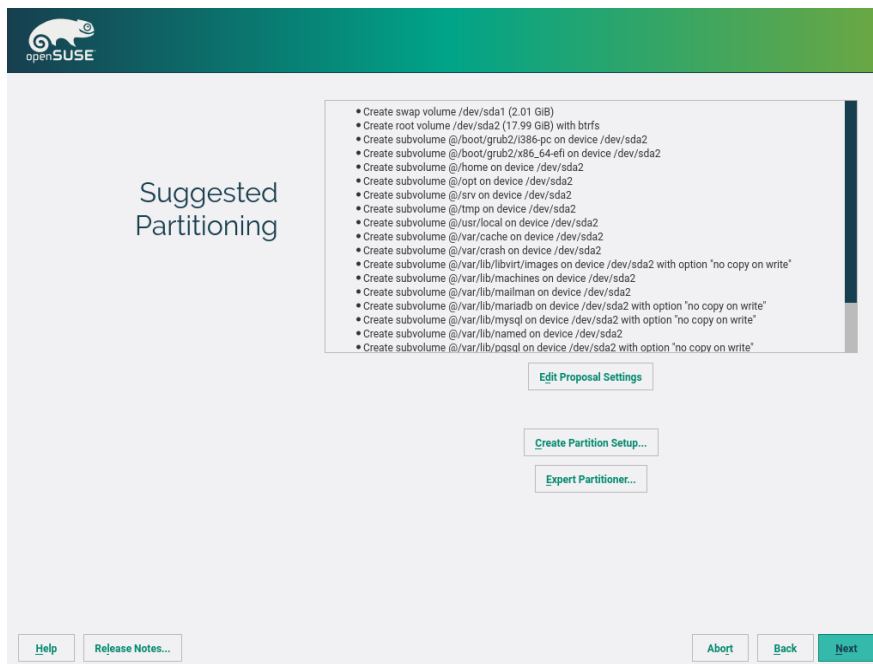 openSUSE
Suggested
Partitioning
• Create swap volume /dev/sda1 (2.01 GiB)
• Create root volume /dev/sda2 (17.99 GiB) with btrfs
• Create subvolume @/boot/grub2/i386-pc on device /dev/sda2
• Create subvolume @/boot/grub2/x86_64-efi on device /dev/sda2
• Create subvolume @/home on device /dev/sda2
• Create subvolume @/opt on device /dev/sda2
• Create subvolume @/srv on device /dev/sda2
• Create subvolume @/tmp on device /dev/sda2
• Create subvolume @/usr/local on device /dev/sda2
• Create subvolume @/var/cache on device /dev/sda2
• Create subvolume @/var/crash on device /dev/sda2
• Create subvolume @/var/lib/libvirt/images on device /dev/sda2 with option "no copy on write"
• Create subvolume @/var/lib/machines on device /dev/sda2
• Create subvolume @/var/lib/mailman on device /dev/sda2
• Create subvolume @/var/lib/mariadb on device /dev/sda2 with option "no copy on write"
• Create subvolume @/var/lib/mysql on device /dev/sda2 with option "no copy on write"
• Create subvolume @/var/lib/named on device /dev/sda2
• Create subvolume @/var/lib/pgsql on device /dev/sda2 with option "no copy on write"
Edit Proposal Settings
Create Partition Setup...
Expert Partitioner...
Help
Release Notes...
Abort
Back
Next